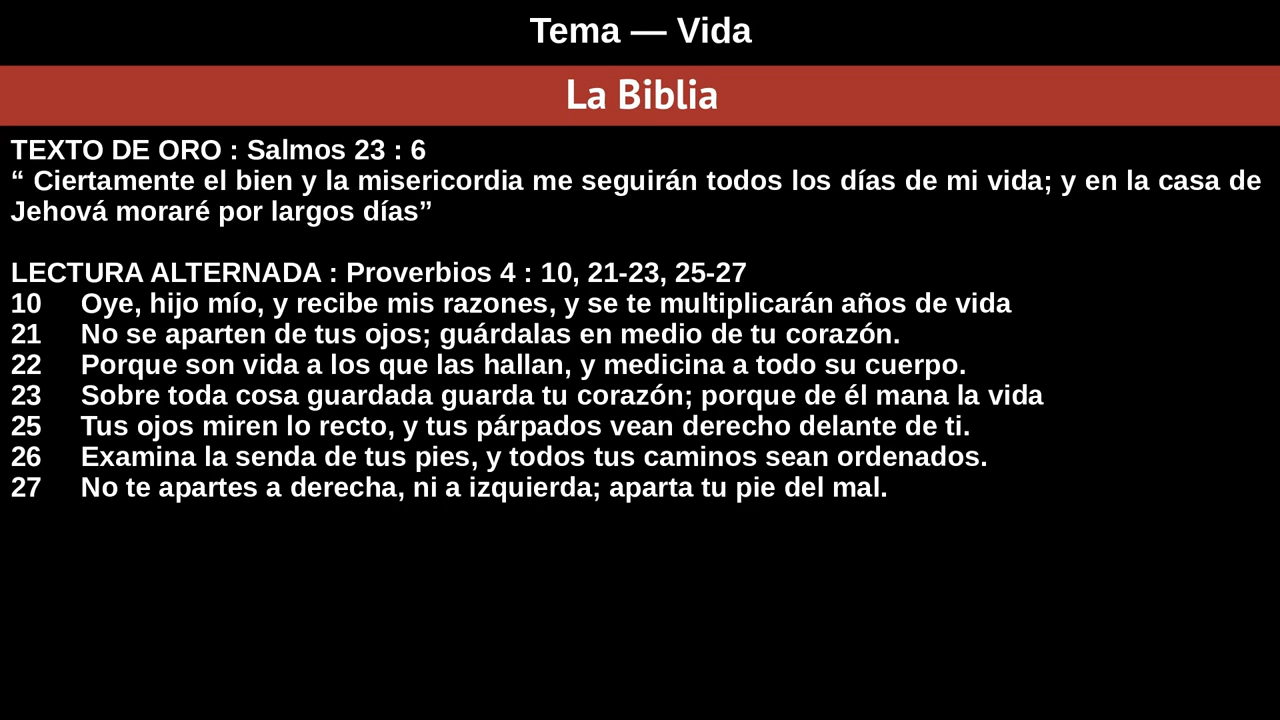 Tema — Vida
La Biblia
TEXTO DE ORO : Salmos 23 : 6
“ Ciertamente el bien y la misericordia me seguirán todos los días de mi vida; y en la casa de
Jehová moraré por largos días”
LECTURA ALTERNADA : Proverbios 4 : 10, 21-23, 25-27
10 Oye, hijo mío, y recibe mis razones, y se te multiplicarán años de vida
21 No se aparten de tus ojos; guárdalas en medio de tu corazón.
22 Porque son vida a los que las hallan, y medicina a todo su cuerpo.
23 Sobre toda cosa guardada guarda tu corazón; porque de él mana la vida
25 Tus ojos miren lo recto, y tus párpados vean derecho delante de ti.
26 Examina la senda de tus pies, y todos tus caminos sean ordenados.
27 No te apartes a derecha, ni a izquierda; aparta tu pie del mal.